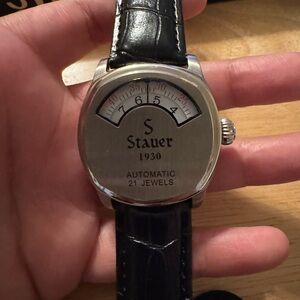 7 6 5 4
S
Stauer
1930
AUTOMATIC
21 JEWELS